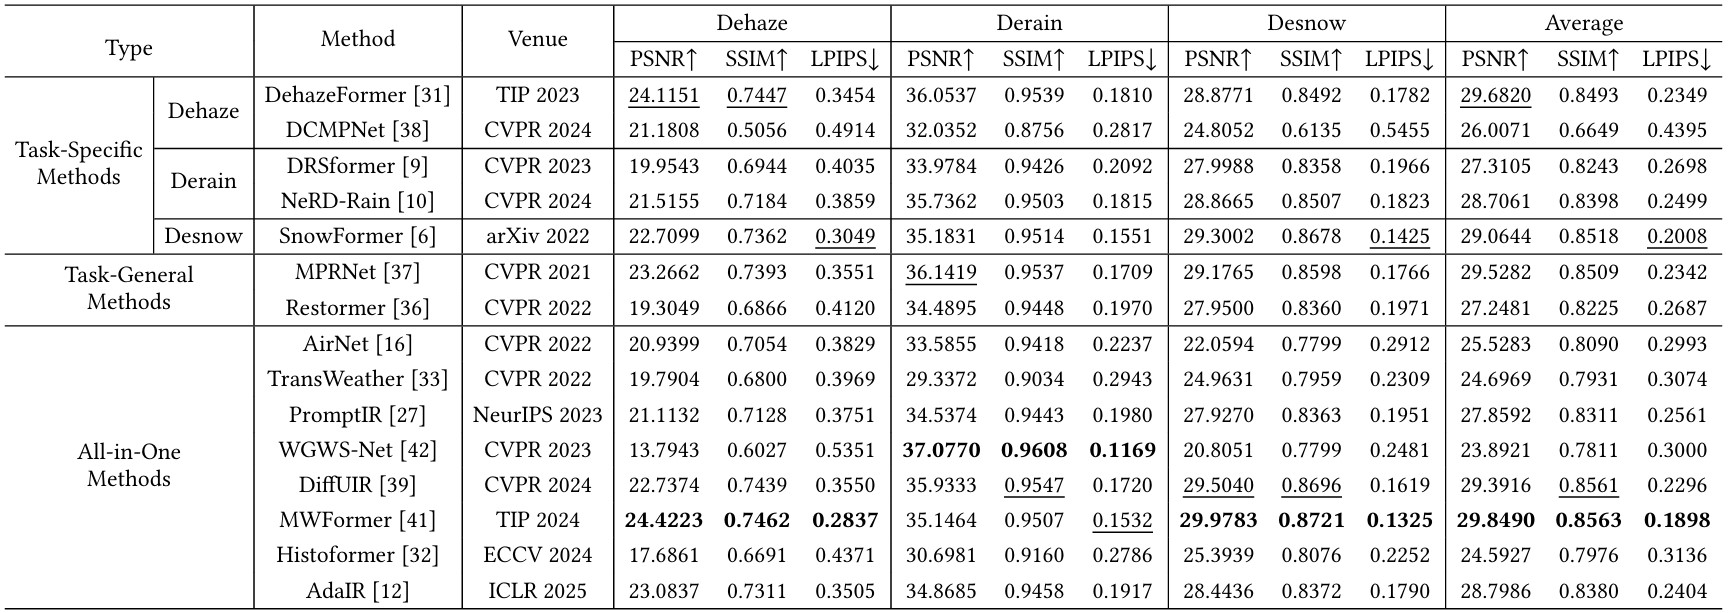 Type Method Venue Dehaze Derain Desnow Average
PSNR↑ SSIM↑ LPIPS↓ PSNR↑ SSIM↑ LPIPS↓ PSNR↑ SSIM↑ LPIPS↓ PSNR↑ SSIM↑ LPIPS↓
Task-Specific Methods Dehaze DehazeFormer [31] TIP 2023 24.1151 0.7447 0.3454 36.0537 0.9539 0.1810 28.8771 0.8492 0.1782 29.6820 0.8493 0.2349
DCMPNet [38] CVPR 2024 21.1808 0.5056 0.4914 32.0352 0.8756 0.2817 24.8052 0.6135 0.5455 26.0071 0.6649 0.4395
Derain DRSformer [9] CVPR 2023 19.9543 0.6944 0.4035 33.9784 0.9426 0.2092 27.9988 0.8358 0.1966 27.3105 0.8243 0.2698
NeRD-Rain [10] CVPR 2024 21.5155 0.7184 0.3859 35.7362 0.9503 0.1815 28.8665 0.8507 0.1823 28.7061 0.8398 0.2499
Desnow SnowFormer [6] arXiv 2022 22.7099 0.7362 0.3049 35.1831 0.9514 0.1551 29.3002 0.8678 0.1425 29.0644 0.8518 0.2008
Task-General Methods MPRNet [37] CVPR 2021 23.2662 0.7393 0.3551 36.1419 0.9537 0.1709 29.1765 0.8598 0.1766 29.5282 0.8509 0.2342
Restormer [36] CVPR 2022 19.3049 0.6866 0.4120 34.4895 0.9448 0.1970 27.9500 0.8360 0.1971 27.2481 0.8225 0.2687
All-in-One Methods AirNet [16] CVPR 2022 20.9399 0.7054 0.3829 33.5855 0.9418 0.2237 22.0594 0.7799 0.2912 25.5283 0.8090 0.2993
TransWeather [33] CVPR 2022 19.7904 0.6800 0.3969 29.3372 0.9034 0.2943 24.9631 0.7959 0.2309 24.6969 0.7931 0.3074
PromptIR [27] NeurIPS 2023 21.1132 0.7128 0.3751 34.5374 0.9443 0.1980 27.9270 0.8363 0.1951 27.8592 0.8311 0.2561
WGWS-Net [42] CVPR 2023 13.7943 0.6027 0.5351 37.0770 0.9608 0.1169 20.8051 0.7799 0.2481 23.8921 0.7811 0.3000
DiffUIR [39] CVPR 2024 22.7374 0.7439 0.3550 35.9333 0.9547 0.1720 29.5040 0.8696 0.1619 29.3916 0.8561 0.2296
MWFormer [41] TIP 2024 24.4223 0.7462 0.2837 35.1464 0.9507 0.1532 29.9783 0.8721 0.1325 29.8490 0.8563 0.1898
Histoformer [32] ECCV 2024 17.6861 0.6691 0.4371 30.6981 0.9160 0.2786 25.3939 0.8076 0.2252 24.5927 0.7976 0.3136
AdaIR [12] ICLR 2025 23.0837 0.7311 0.3505 34.8685 0.9458 0.1917 28.4436 0.8372 0.1790 28.7986 0.8380 0.2404